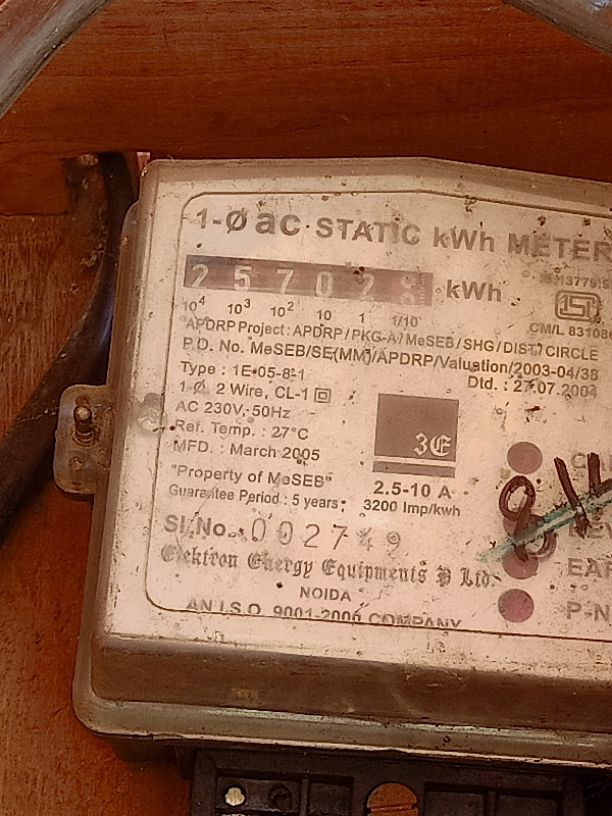 1-Ø ac STATIC kWh METER
2 5 7 0 2 kWh
10⁴ 10³ 10² 10 1 1/10
CM/L 83108
APDRP Project: APDRP/PKG-A/MeSEB/SHG/DIST/CIRCLE
P.O. No. MeSEB/SE(MM)/APDRP/Valuation/2003-04/38
Dtd. : 27.07.2004
Type : 1E-05-8-1
1-Ø, 2 Wire, CL-1
AC 230V, 50Hz
Ref. Temp. : 27°C
MFD. : March 2005
3E
"Property of MeSEB"
2.5-10 A
Guarantee Period : 5 years
3200 Imp/kwh
Sl.No. 002749
Elektron Energy Equipments P Ltd.
EAR
NOIDA
P-N
AN I.S.O. 9001-2000 COMPANY